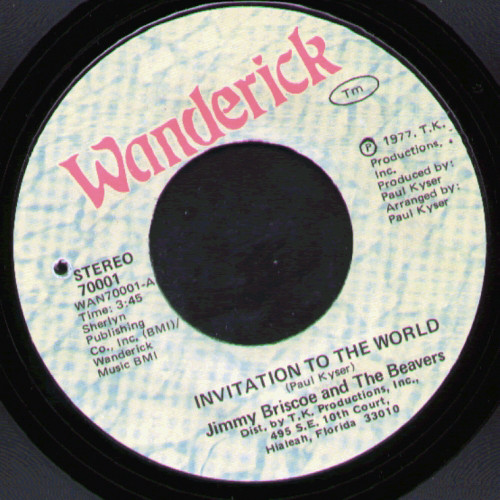 Wanderick
Tm
Ⓟ 1977, T.K.
Productions,
Inc.
Produced by:
Paul Kyser
Arranged by:
Paul Kyser
STEREO
70001
WAN70001-A
Time: 3:45
Sherlyn
Publishing
Co., Inc. (BMI)/
Wanderick
Music BMI
INVITATION TO THE WORLD
(Paul Kyser)
Jimmy Briscoe and The Beavers
Dist. by T.K. Productions, Inc.,
495 S.E. 10th Court,
Hialeah, Florida 33010